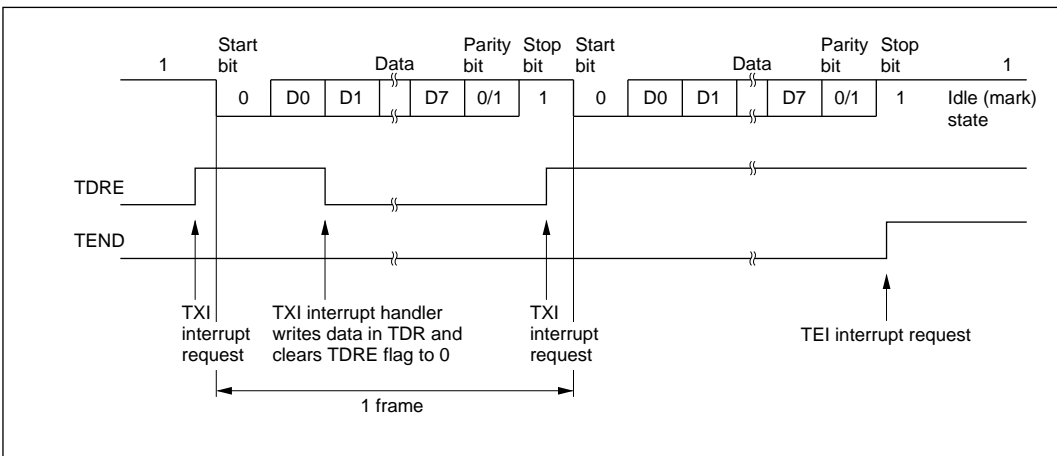 1
Start bit
Data
Parity bit
Stop bit
Start bit
Data
Parity bit
Stop bit
1
0 D0 D1 D7 0/1 1 0 D0 D1 D7 0/1 1
Idle (mark)
state
TDRE
TEND
TXI
interrupt
request
TXI interrupt handler
writes data in TDR and
clears TDRE flag to 0
TXI
interrupt
request
TEI interrupt request
1 frame